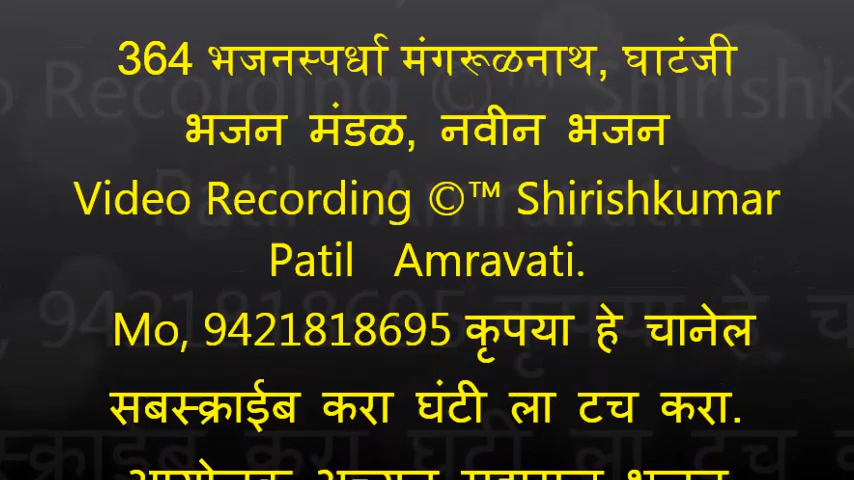 364 भजनस्पर्धा मंगरूळनाथ, घाटंजी
भजन मंडळ, नवीन भजन
Video Recording ©™ Shirishkumar
Patil Amravati.
Mo, 9421818695 कृपया हे चानेल
सबस्क्राईब करा घंटी ला टच करा.